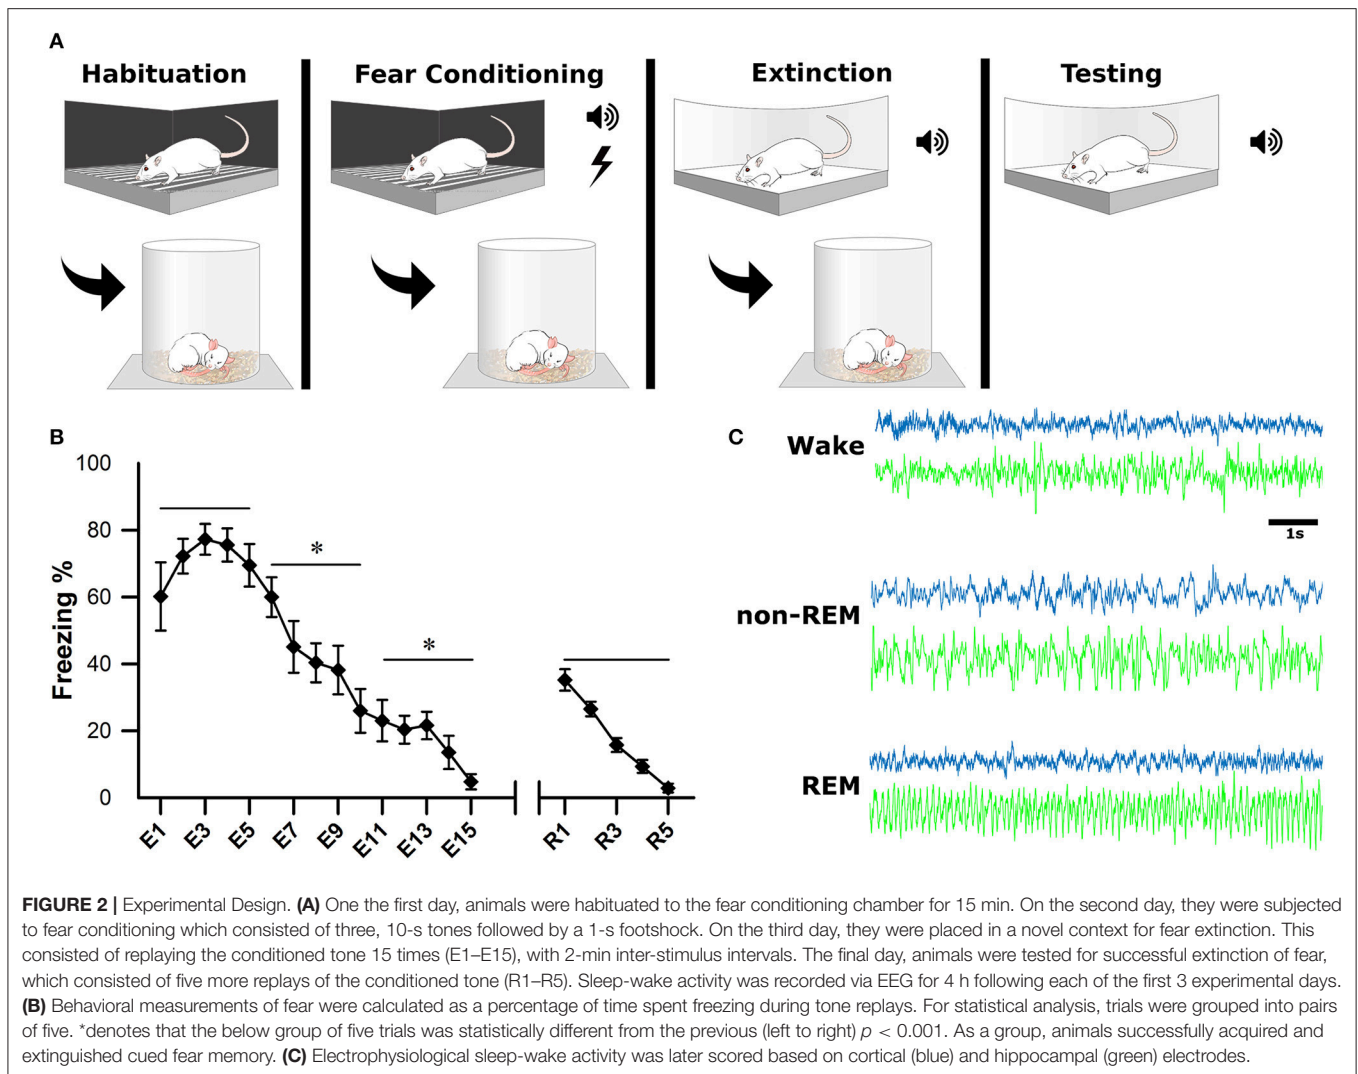 A
Habituation
Fear Conditioning
Extinction
Testing
B
Freezing %
100
80
60
40
20
0
*
*
E1
E3
E5
E7
E9
E11
E13
E15
R1
R3
R5
C
Wake
1s
non-REM
REM
FIGURE 2 | Experimental Design. (A) One the first day, animals were habituated to the fear conditioning chamber for 15 min. On the second day, they were subjected
to fear conditioning which consisted of three, 10-s tones followed by a 1-s footshock. On the third day, they were placed in a novel context for fear extinction. This
consisted of replaying the conditioned tone 15 times (E1–E15), with 2-min inter-stimulus intervals. The final day, animals were tested for successful extinction of fear,
which consisted of five more replays of the conditioned tone (R1–R5). Sleep-wake activity was recorded via EEG for 4 h following each of the first 3 experimental days.
(B) Behavioral measurements of fear were calculated as a percentage of time spent freezing during tone replays. For statistical analysis, trials were grouped into pairs
of five. *denotes that the below group of five trials was statistically different from the previous (left to right) p < 0.001. As a group, animals successfully acquired and
extinguished cued fear memory. (C) Electrophysiological sleep-wake activity was later scored based on cortical (blue) and hippocampal (green) electrodes.